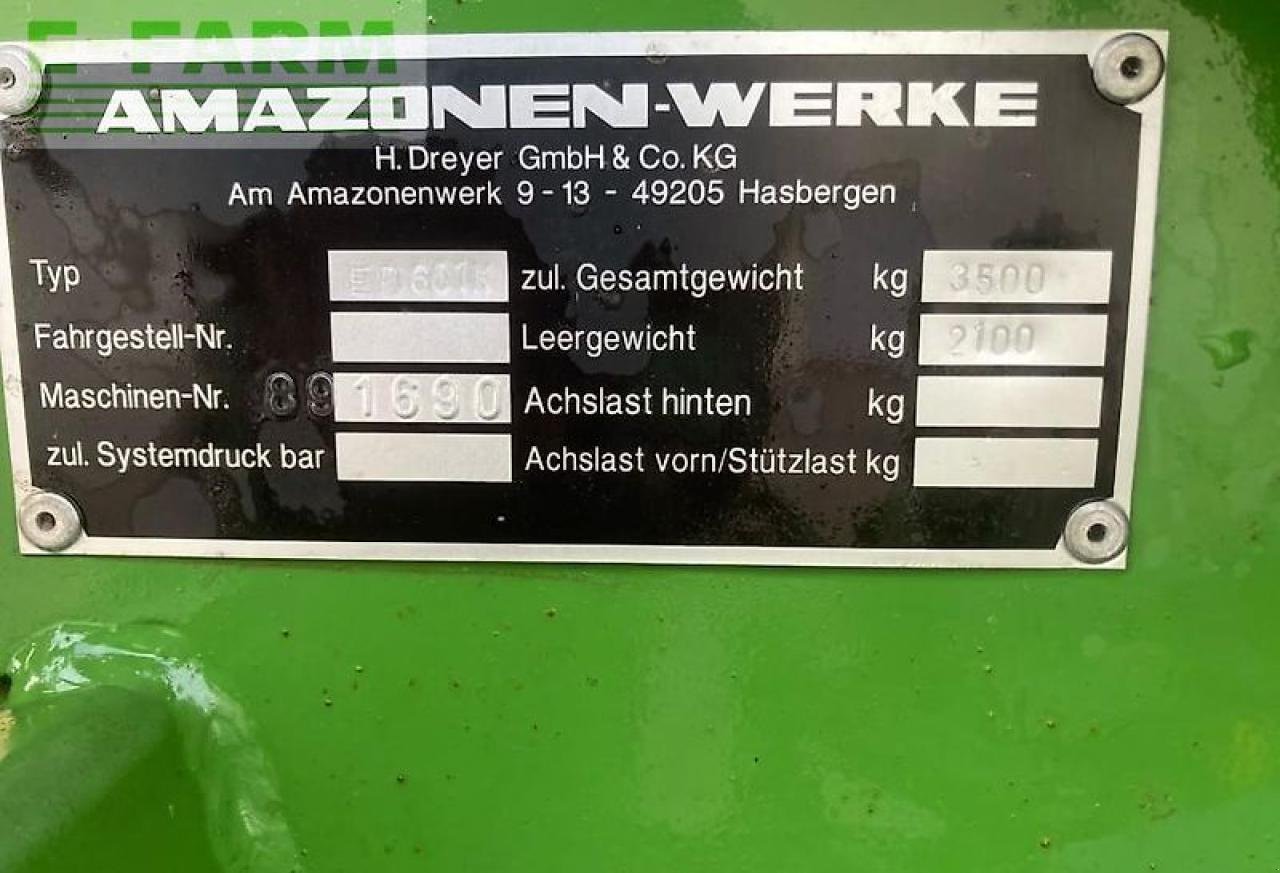 E-FARM
AMAZONEN-WERKE
H. Dreyer GmbH & Co. KG
Am Amazonenwerk 9 - 13 - 49205 Hasbergen
Typ zul. Gesamtgewicht kg 3500
Fahrgestell-Nr. Leergewicht kg 2100
Maschinen-Nr. 891690 Achslast hinten kg
zul. Systemdruck bar Achslast vorn/Stützlast kg